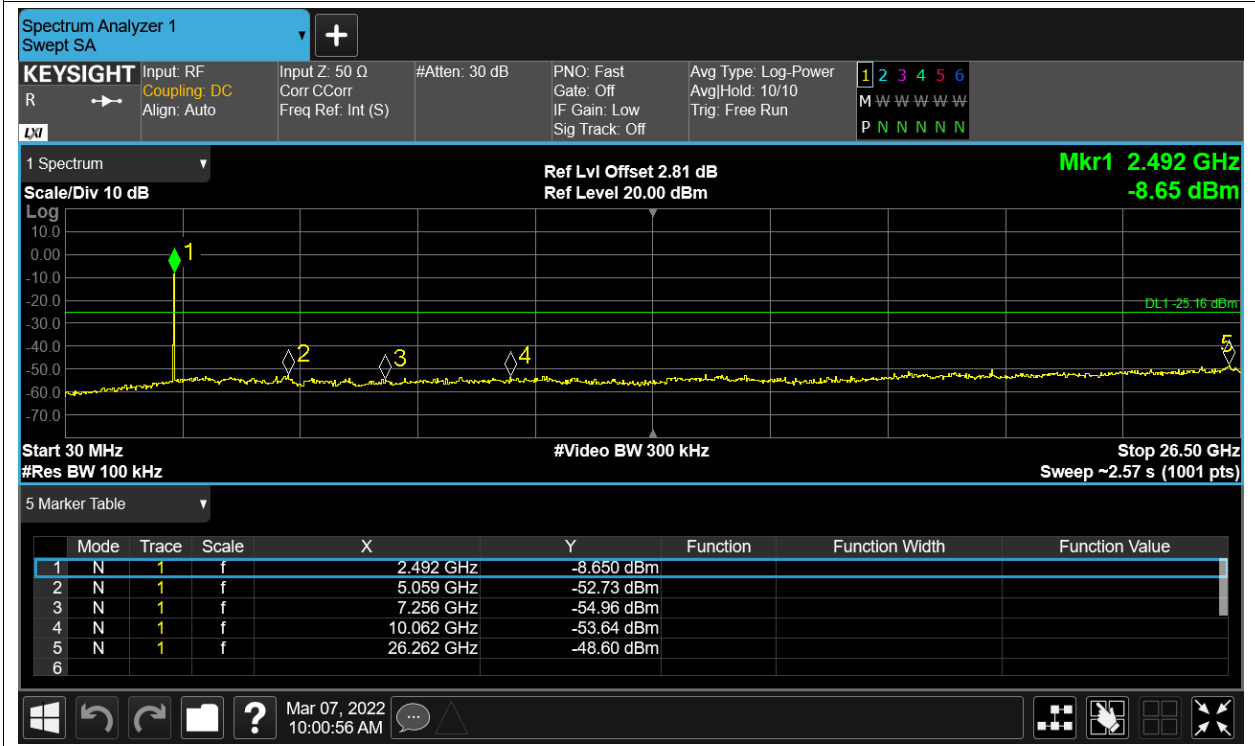 Spectrum Analyzer 1
Swept SA
+
KEYSIGHT
R
LXI
Input: RF
Coupling: DC
Align: Auto
Input Z: 50 Ω
Corr CCorr
Freq Ref: Int (S)
#Atten: 30 dB
PNO: Fast
Gate: Off
IF Gain: Low
Sig Track: Off
Avg Type: Log-Power
Avg|Hold: 10/10
Trig: Free Run
1 2 3 4 5 6
M W W W W W
P N N N N N
1 Spectrum
Scale/Div 10 dB
Ref Lvl Offset 2.81 dB
Ref Level 20.00 dBm
Mkr1 2.492 GHz
-8.65 dBm
Log
10.0
0.00
-10.0
-20.0
-30.0
-40.0
-50.0
-60.0
-70.0
1
2
3
4
5
DL1 -25.16 dBm
Start 30 MHz
#Video BW 300 kHz
Stop 26.50 GHz
#Res BW 100 kHz
Sweep ~2.57 s (1001 pts)
5 Marker Table
Mode Trace Scale X Y Function Function Width Function Value
1 N 1 f 2.492 GHz -8.650 dBm
2 N 1 f 5.059 GHz -52.73 dBm
3 N 1 f 7.256 GHz -54.96 dBm
4 N 1 f 10.062 GHz -53.64 dBm
5 N 1 f 26.262 GHz -48.60 dBm
6
?
Mar 07, 2022
10:00:56 AM